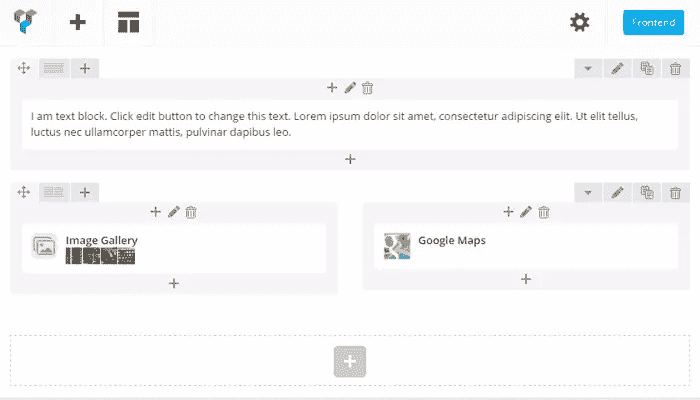 Frontend
I am text block. Click edit button to change this text. Lorem ipsum dolor sit amet, consectetur adipiscing elit. Ut elit tellus,
luctus nec ullamcorper mattis, pulvinar dapibus leo.
Image Gallery
Google Maps